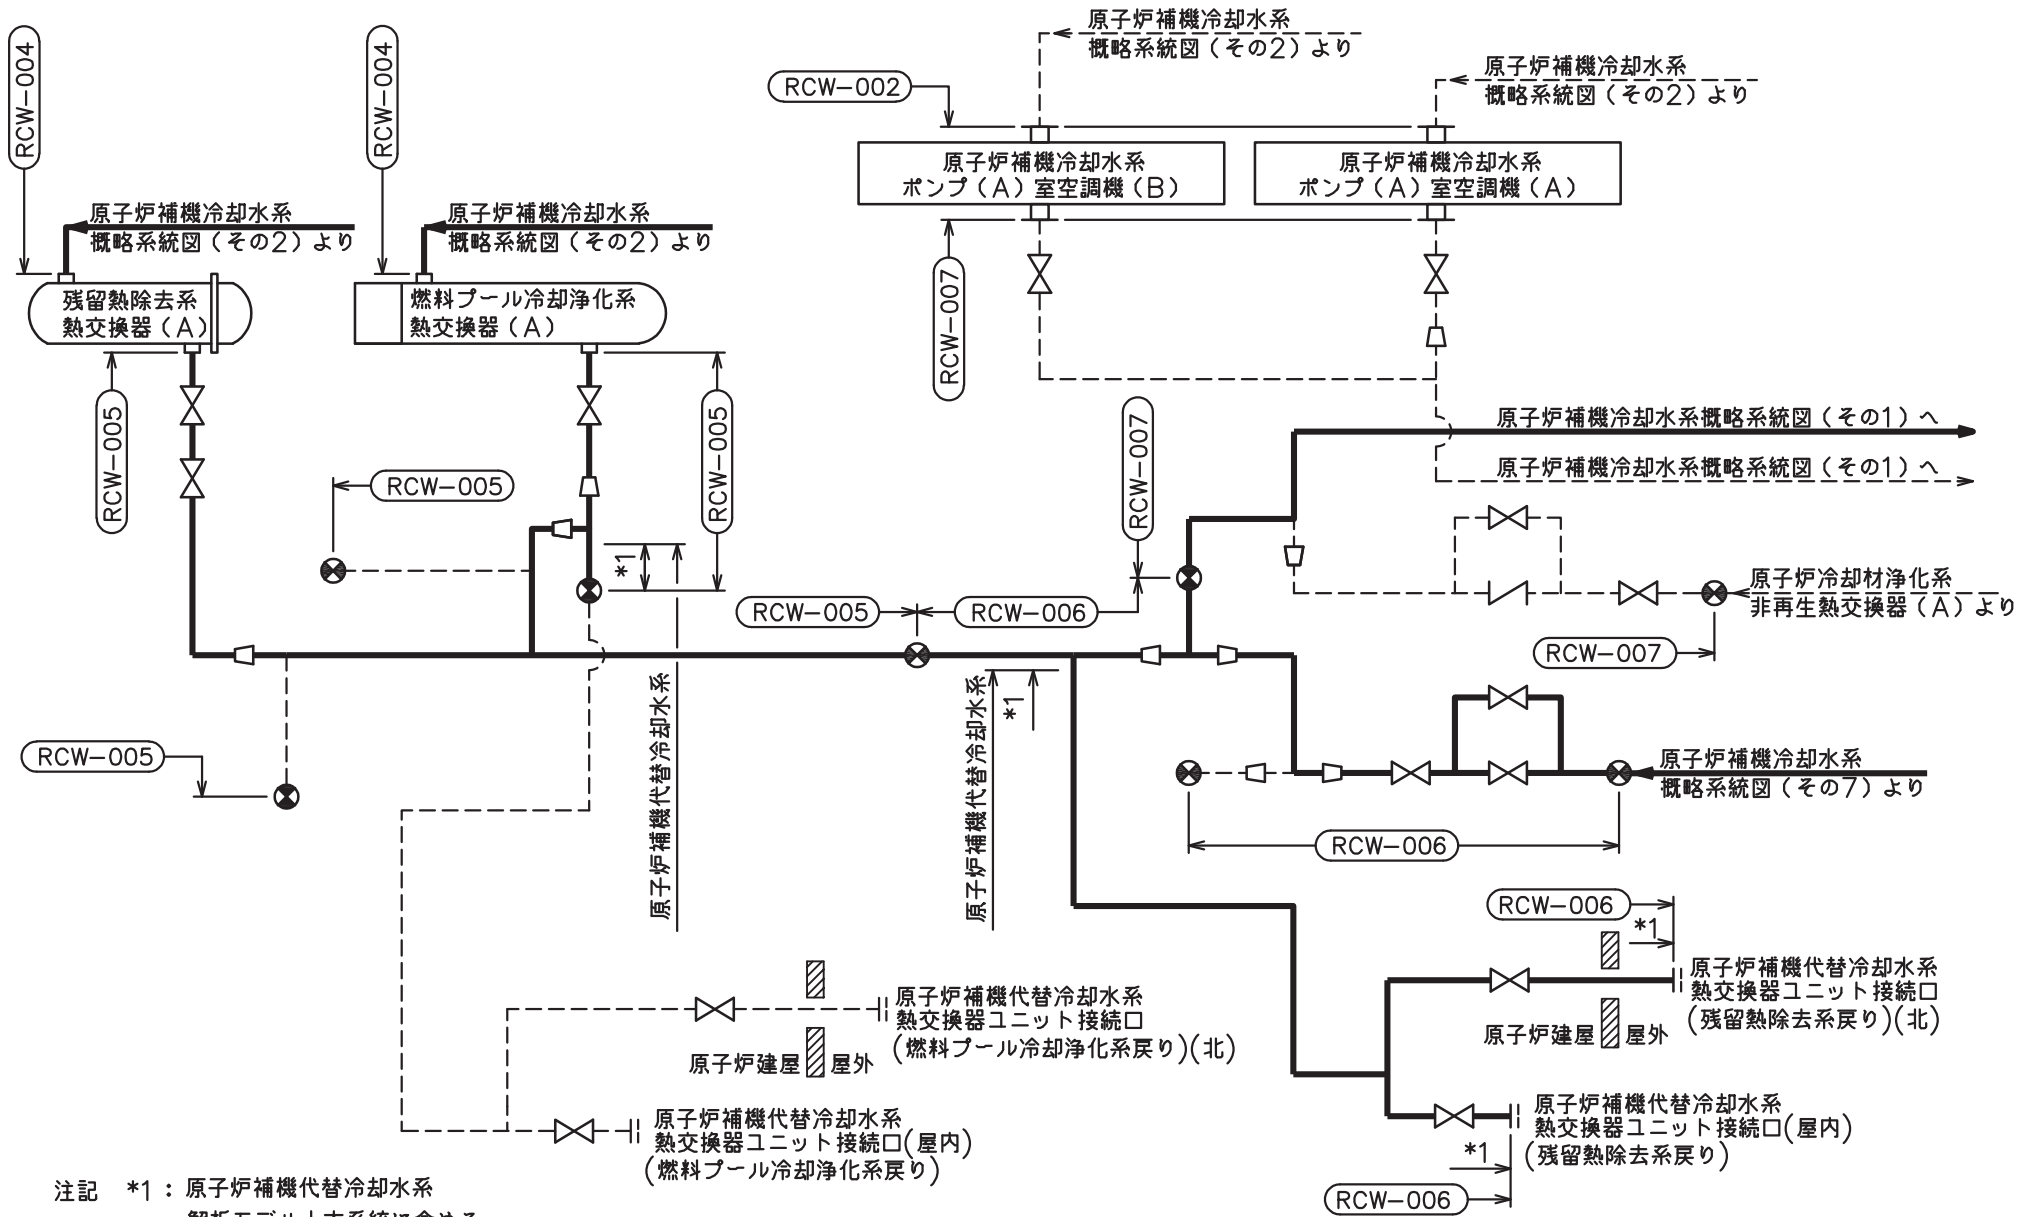 RCW-004
RCW-004
原子炉補機冷却水系
概略系統図(その2)より
RCW-002
原子炉補機冷却水系
概略系統図(その2)より
原子炉補機冷却水系
ポンプ(A)室空調機(B)
原子炉補機冷却水系
ポンプ(A)室空調機(A)
原子炉補機冷却水系
概略系統図(その2)より
原子炉補機冷却水系
概略系統図(その2)より
残留熱除去系
熱交換器(A)
燃料プール冷却浄化系
熱交換器(A)
RCW-007
RCW-005
RCW-005
RCW-007
原子炉補機冷却水系概略系統図(その1)へ
原子炉補機冷却水系概略系統図(その1)へ
RCW-005
*1
原子炉冷却材浄化系
非再生熱交換器(A)より
RCW-005
RCW-006
RCW-007
原子炉補機代替冷却水系
原子炉補機代替冷却水系
*1
RCW-005
原子炉補機冷却水系
概略系統図(その7)より
RCW-006
RCW-006
*1
原子炉補機代替冷却水系
熱交換器ユニット接続口
(残留熱除去系戻り)(北)
原子炉建屋
屋外
原子炉補機代替冷却水系
熱交換器ユニット接続口
(燃料プール冷却浄化系戻り)(北)
原子炉建屋
屋外
原子炉補機代替冷却水系
熱交換器ユニット接続口(屋内)
(残留熱除去系戻り)
*1
RCW-006
原子炉補機代替冷却水系
熱交換器ユニット接続口(屋内)
(燃料プール冷却浄化系戻り)
注記 *1:原子炉補機代替冷却水系